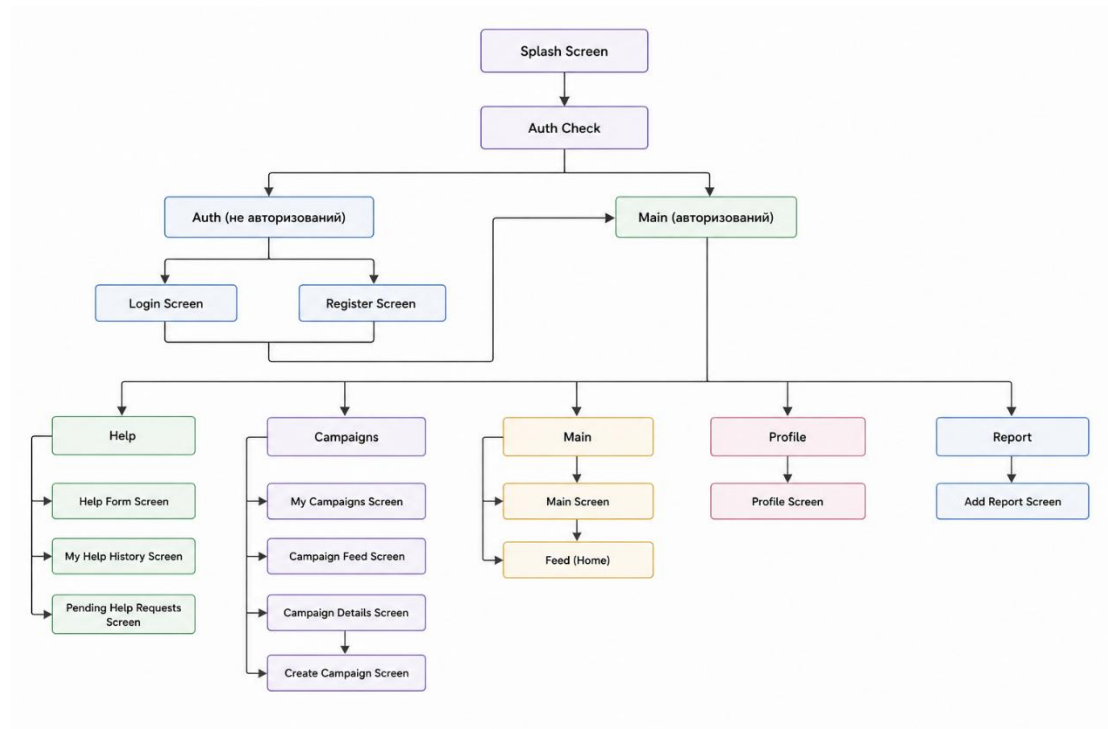 Splash Screen
Auth Check
Auth (не авторизований)
Main (авторизований)
Login Screen
Register Screen
Help
Campaigns
Main
Profile
Report
Help Form Screen
My Campaigns Screen
Main Screen
Profile Screen
Add Report Screen
My Help History Screen
Campaign Feed Screen
Feed (Home)
Pending Help Requests
Screen
Campaign Details Screen
Create Campaign Screen